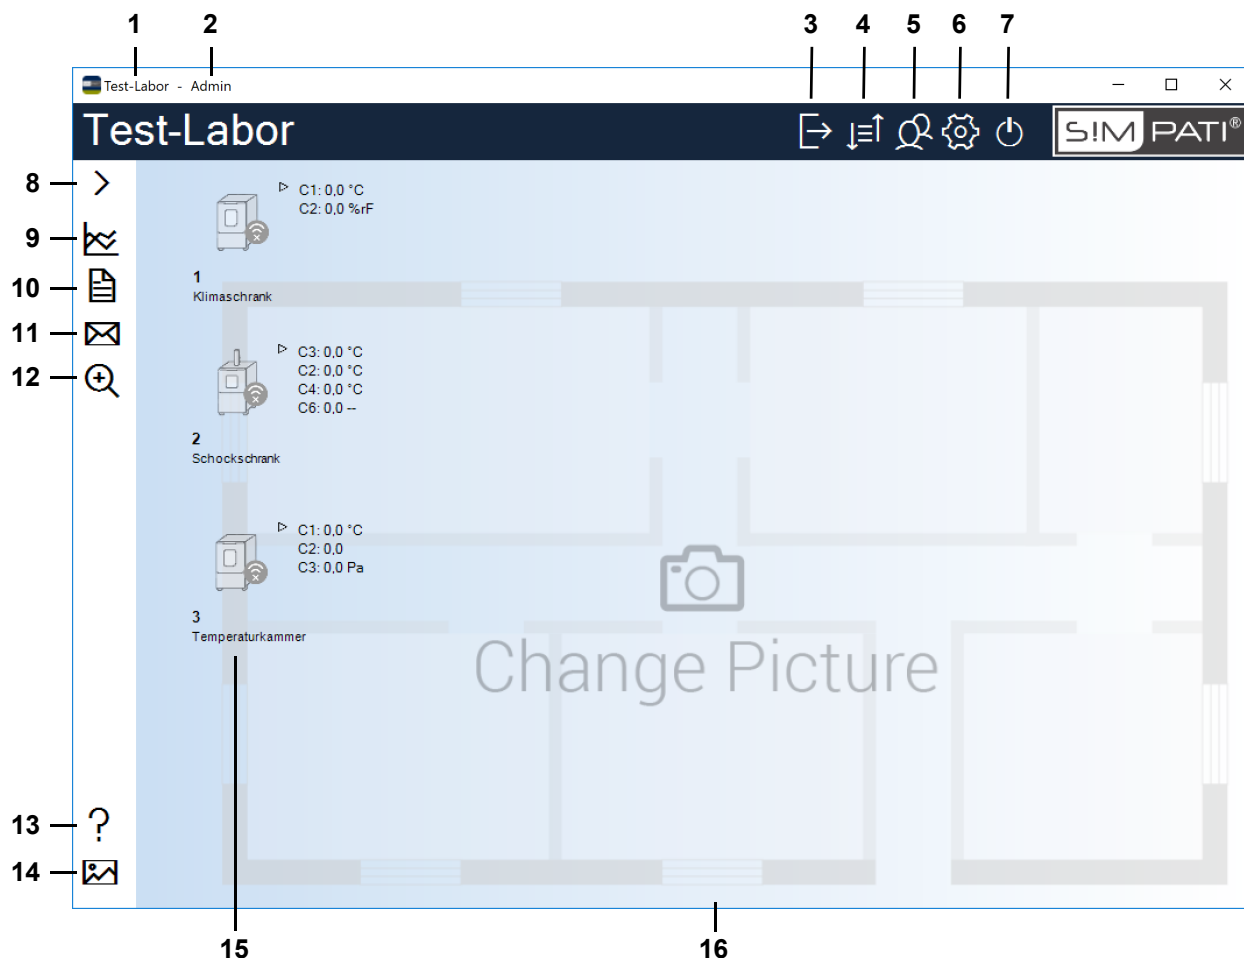 1 2 3 4 5 6 7
Test-Labor - Admin
Test-Labor
S!M PATI®
8
9
10
11
12
13
14
C1: 0,0 °C
C2: 0,0 %rF
1
Klimaschrank
C3: 0,0 °C
C2: 0,0 °C
C4: 0,0 °C
C6: 0,0 --
2
Schockschrank
C1: 0,0 °C
C2: 0,0
C3: 0,0 Pa
3
Temperaturkammer
Change Picture
15 16